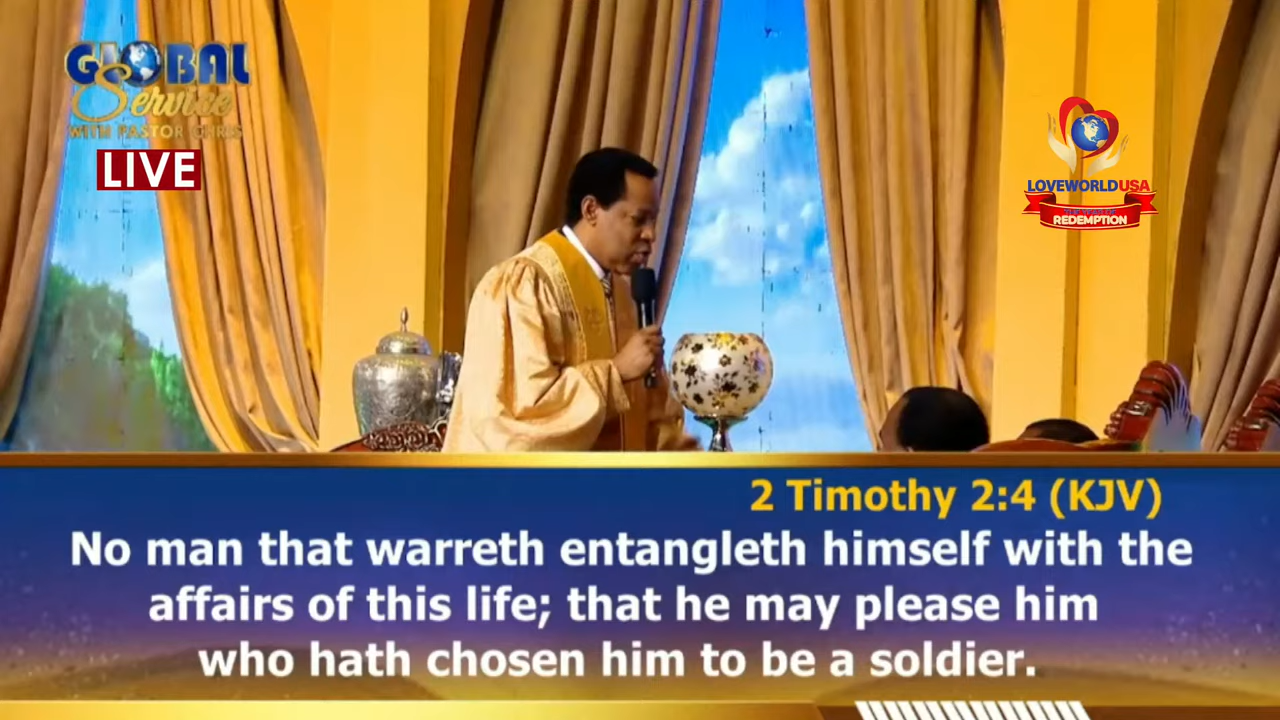 GLOBAL
Service
WITH PASTOR CHRIS
LIVE
LOVEWORLDUSA
REDEMPTION
2 Timothy 2:4 (KJV)
No man that warreth entangleth himself with the
affairs of this life; that he may please him
who hath chosen him to be a soldier.